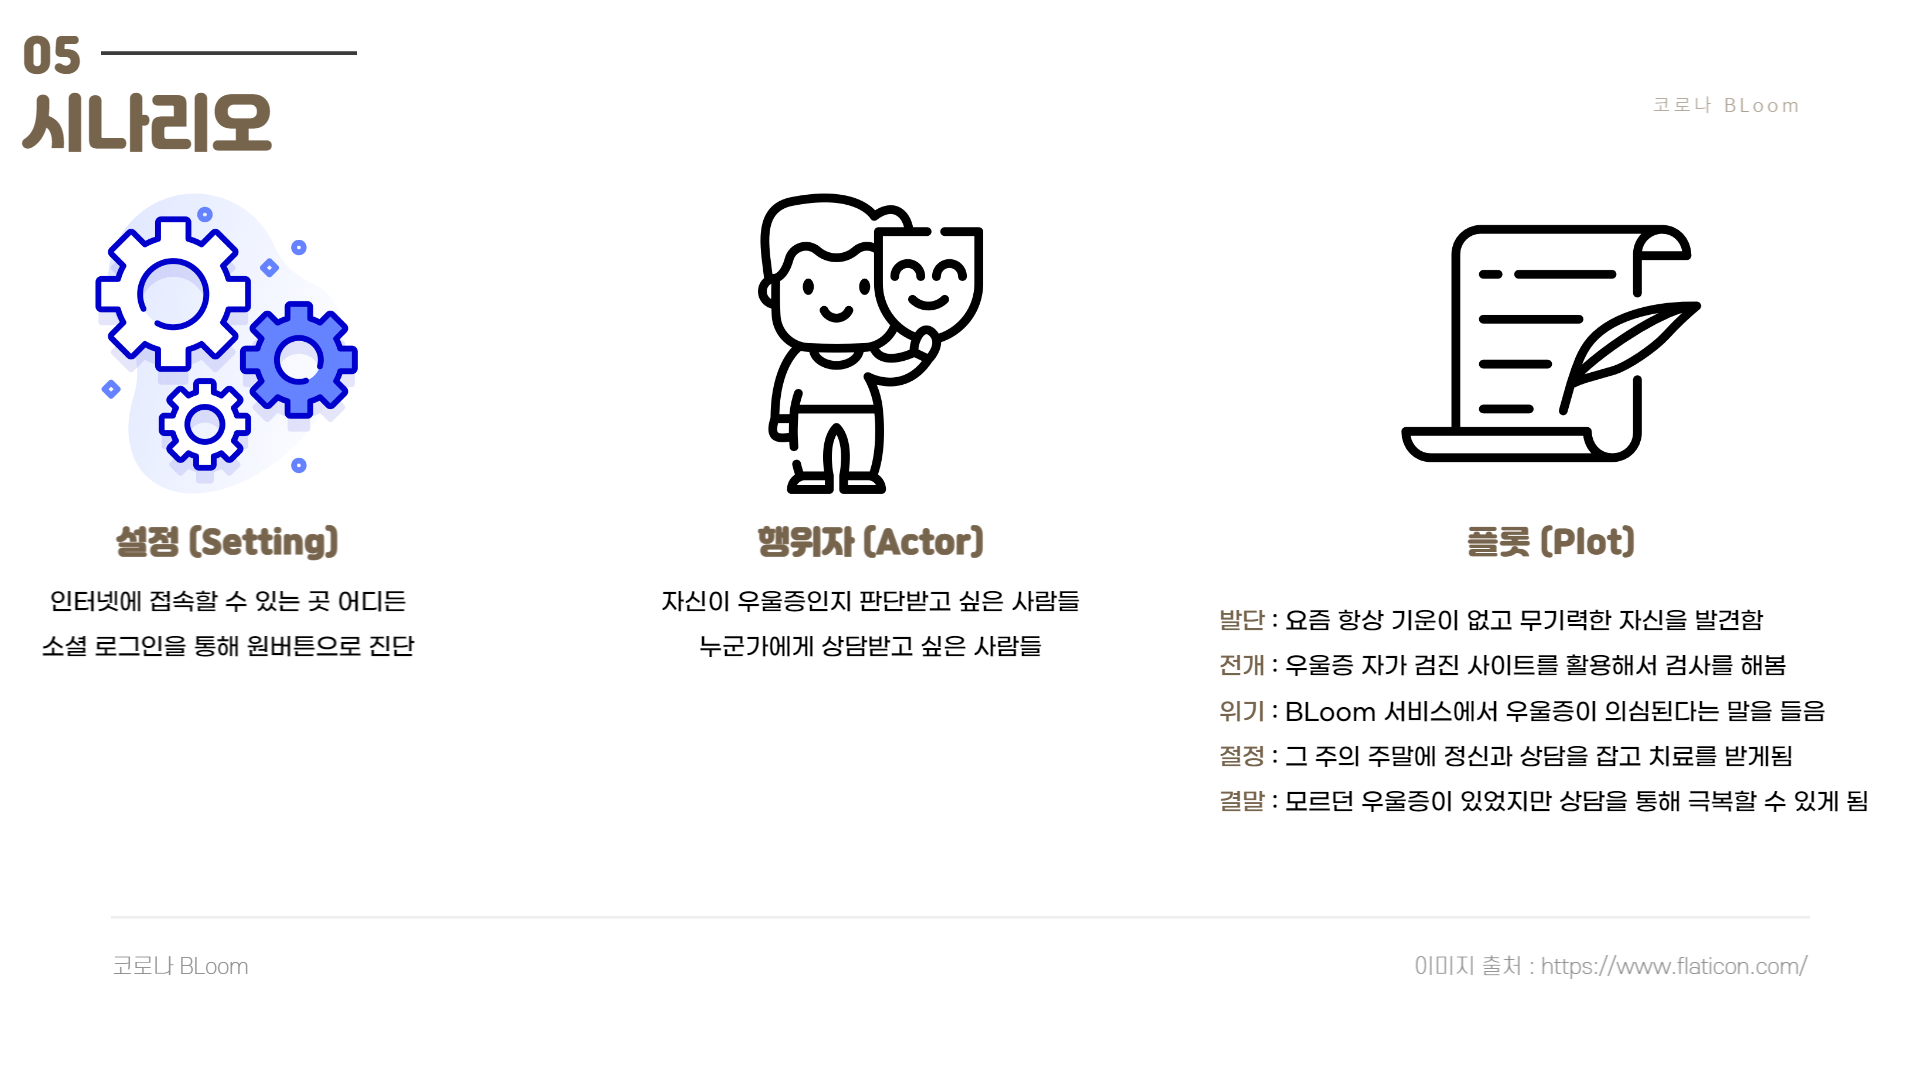 05
시나리오
코로나 BLoom
설정 (Setting)
인터넷에 접속할 수 있는 곳 어디든
소셜 로그인을 통해 원버튼으로 진단
행위자 (Actor)
자신이 우울증인지 판단받고 싶은 사람들
누군가에게 상담받고 싶은 사람들
플롯 (Plot)
발단 : 요즘 항상 기운이 없고 무기력한 자신을 발견함
전개 : 우울증 자가 검진 사이트를 활용해서 검사를 해봄
위기 : BLoom 서비스에서 우울증이 의심된다는 말을 들음
절정 : 그 주의 주말에 정신과 상담을 잡고 치료를 받게됨
결말 : 모르던 우울증이 있었지만 상담을 통해 극복할 수 있게 됨
코로나 BLoom
이미지 출처 : https://www.flaticon.com/